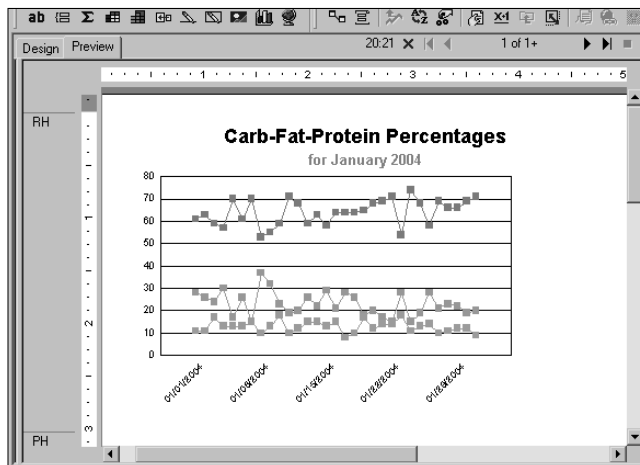 ab Σ X-1
Design Preview 20:21 1 of 1+
1 2 3 4 5
RH
Carb-Fat-Protein Percentages
for January 2004
80
70
60
50
40
30
20
10
0
01/01/2004 01/08/2004 01/15/2004 01/22/2004 01/29/2004
1
2
3
PH